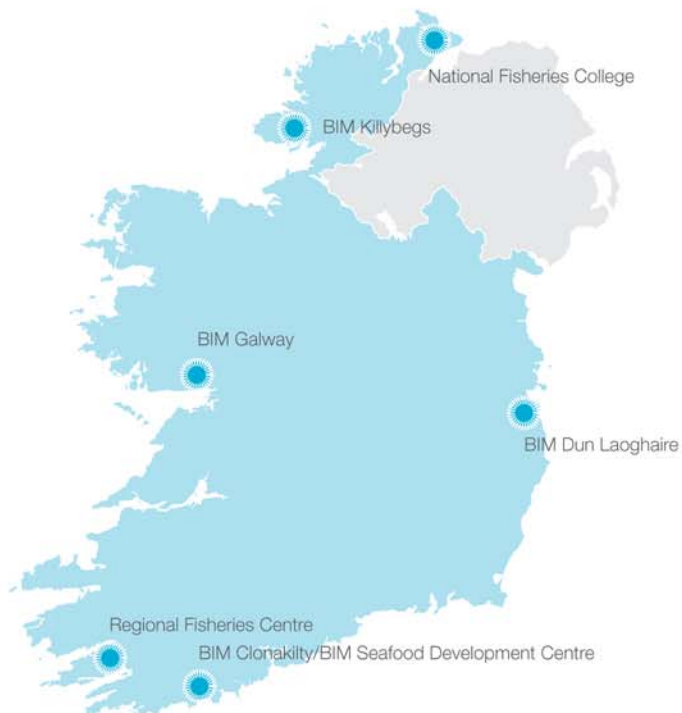 National Fisheries College
BIM Killybegs
BIM Galway
BIM Dun Laoghaire
Regional Fisheries Centre
BIM Clonakilty/BIM Seafood Development Centre